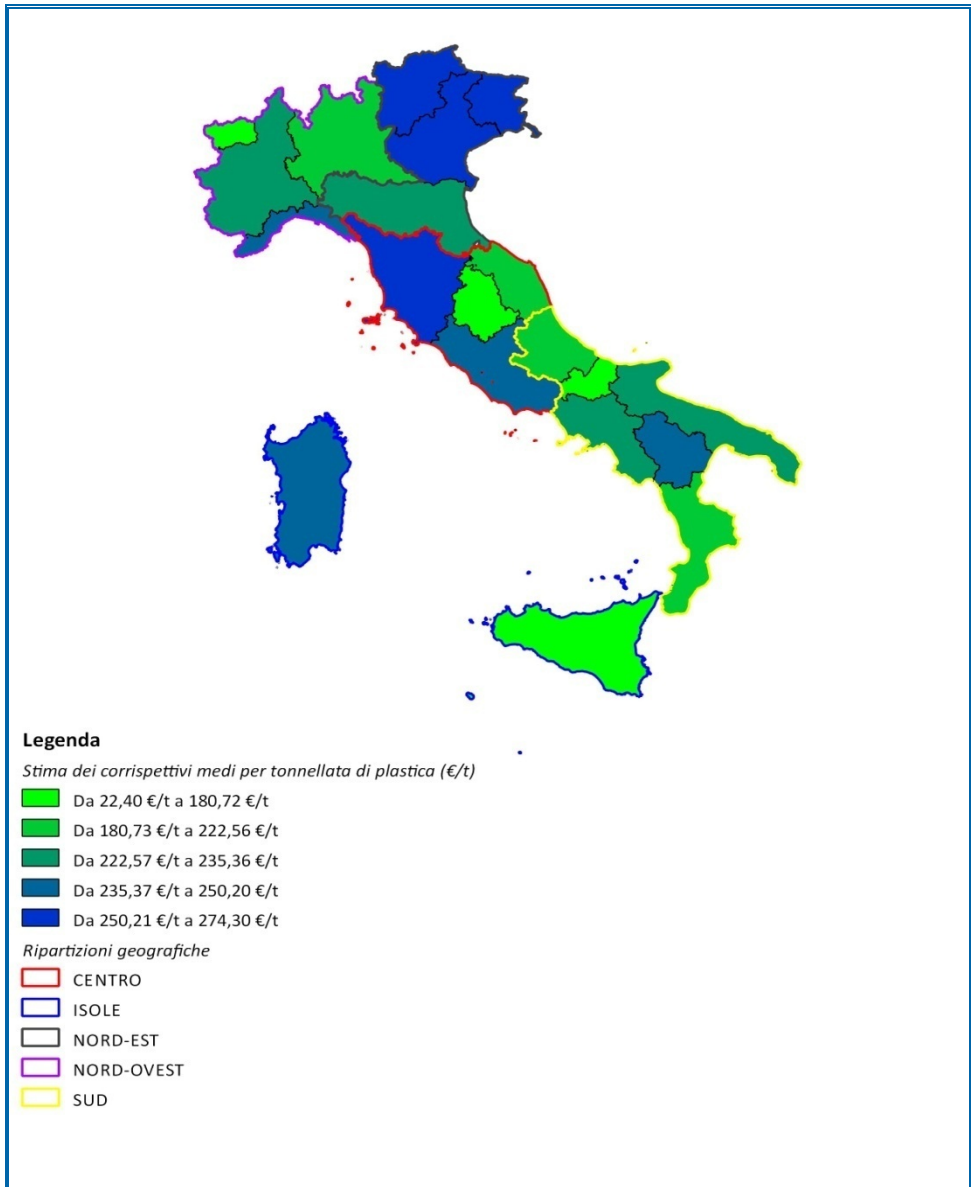 Legenda
Stima dei corrispettivi medi per tonnellata di plastica (€/t)
Da 22,40 €/t a 180,72 €/t
Da 180,73 €/t a 222,56 €/t
Da 222,57 €/t a 235,36 €/t
Da 235,37 €/t a 250,20 €/t
Da 250,21 €/t a 274,30 €/t
Ripartizioni geografiche
CENTRO
ISOLE
NORD-EST
NORD-OVEST
SUD